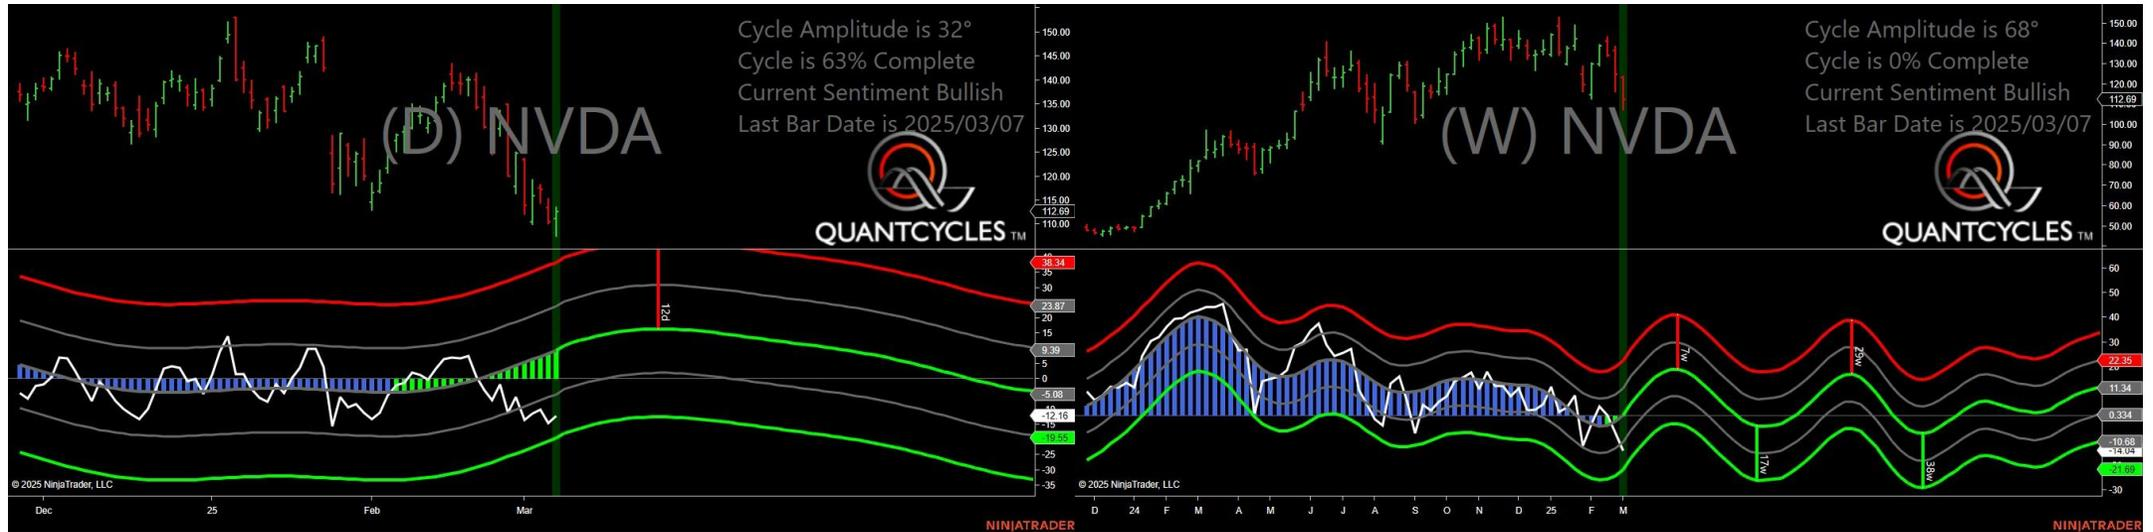 Cycle Amplitude is 32°
Cycle is 63% Complete
Current Sentiment Bullish
Last Bar Date is 2025/03/07
(D) NVDA
QUANTCYCLES TM
150.00
145.00
140.00
135.00
130.00
125.00
120.00
115.00
112.69
110.00
38.34
35
23.87
20
15
9.39
5
0
-5.08
-12.16
-15
-19.55
-25
-30
-35
12d
© 2025 NinjaTrader, LLC
Dec
25
Feb
Mar
NINJATRADER
Cycle Amplitude is 68°
Cycle is 0% Complete
Current Sentiment Bullish
Last Bar Date is 2025/03/07
(W) NVDA
QUANTCYCLES TM
150.00
140.00
130.00
120.00
112.69
100.00
90.00
80.00
70.00
60.00
50.00
60
50
40
30
22.35
11.34
0.334
-10.68
-14.04
-21.69
-30
7w
17w
29w
38w
© 2025 NinjaTrader, LLC
D 24 F M A M J J A S O N D 25 F M
NINJATRADER